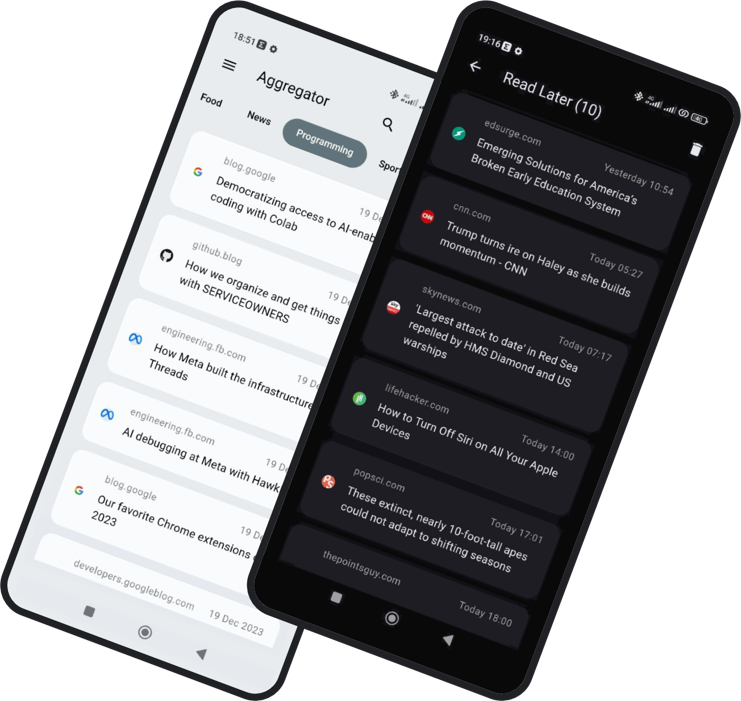 18:51
Aggregator
Food
News
Programming
Spor
blog.google
19 De
Democratizing access to AI-enab
coding with Colab
github.blog
19 De
How we organize and get things
with SERVICEOWNERS
engineering.fb.com
19 D
How Meta built the infrastructure
Threads
engineering.fb.com
19 D
AI debugging at Meta with Hawk
blog.google
19 De
Our favorite Chrome extensions
2023
developers.googleblog.com
19 Dec 2023
19:16
4G
Read Later (10)
edsurge.com
Yesterday 10:54
Emerging Solutions for America's
Broken Early Education System
cnn.com
CNN
Today 05:27
Trump turns ire on Haley as she builds
momentum - CNN
skynews.com
Today 07:17
'Largest attack to date' in Red Sea
repelled by HMS Diamond and US
warships
lifehacker.com
Today 14:00
How to Turn Off Siri on All Your Apple
Devices
popsci.com
Today 17:01
These extinct, nearly 10-foot-tall apes
could not adapt to shifting seasons
thepointsguy.com
Today 18:00